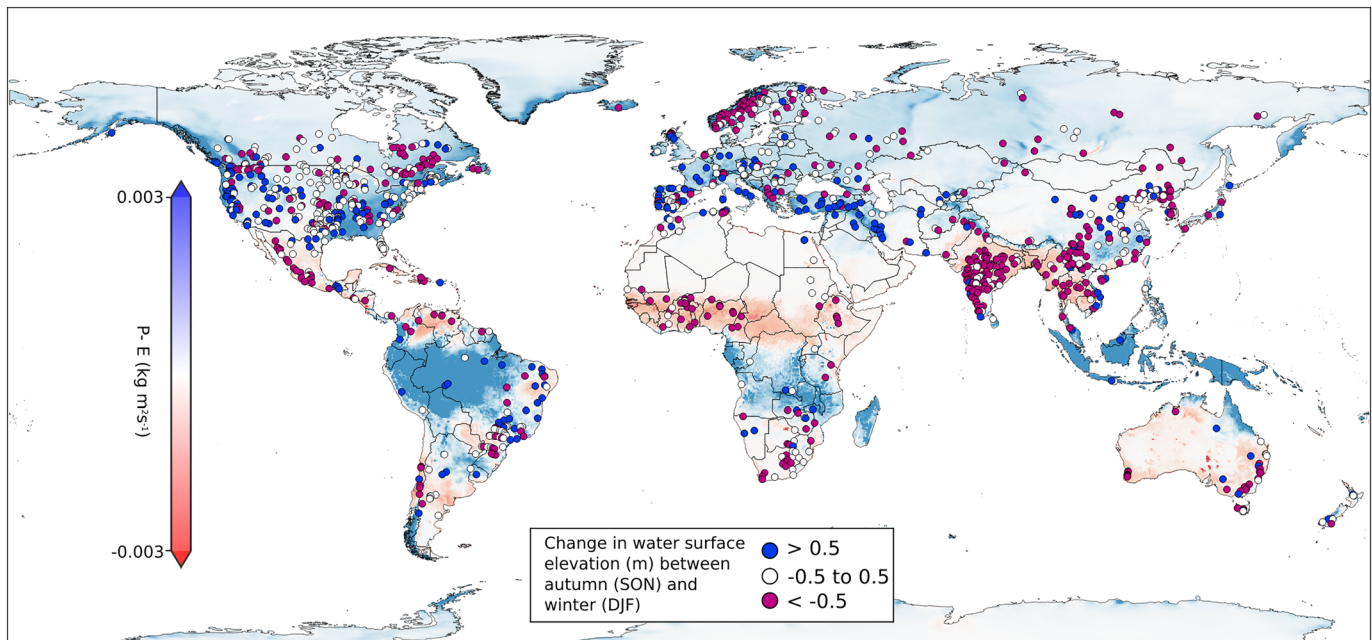 0.003
P- E (kg m²s⁻¹)
-0.003
Change in water surface
elevation (m) between
autumn (SON) and
winter (DJF)
> 0.5
-0.5 to 0.5
< -0.5